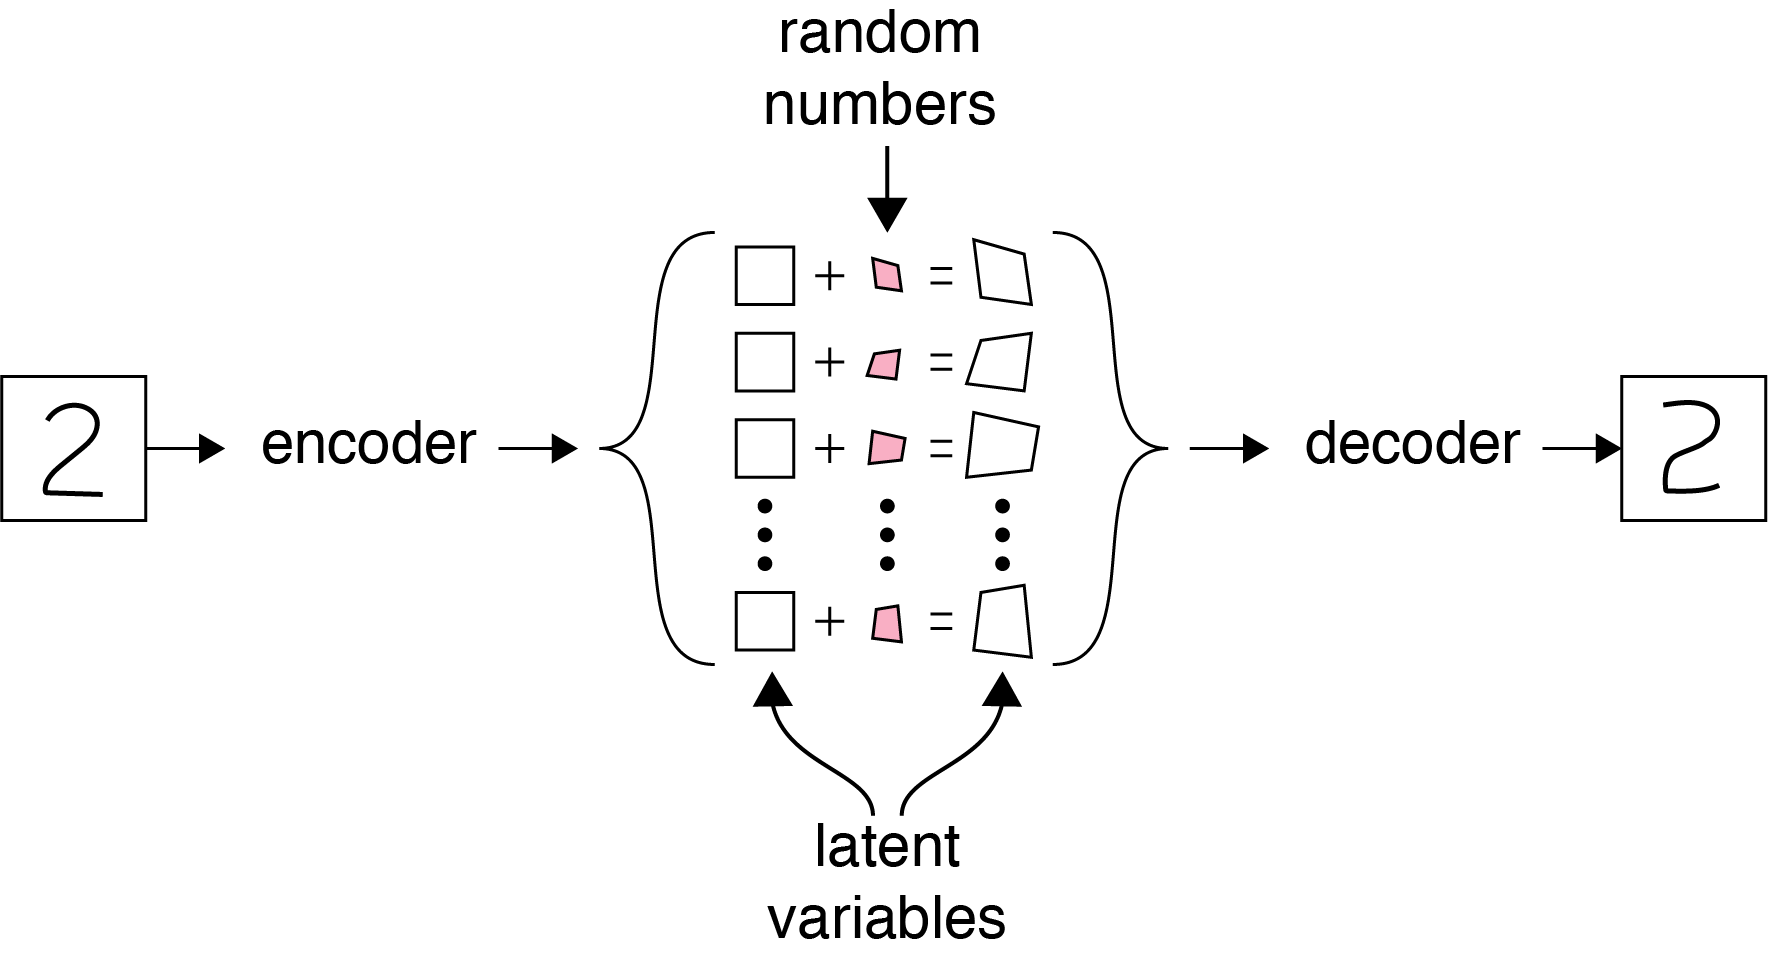 random
numbers
+ =
+ =
2 encoder + = decoder 2
+ =
latent
variables